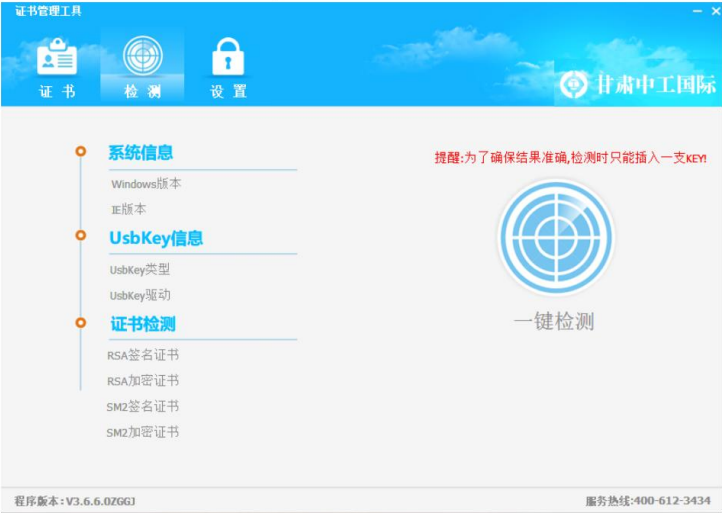 证书管理工具
证 书
检 测
设 置
甘肃中工国际
系统信息
Windows版本
IE版本
UsbKey信息
UsbKey类型
UsbKey驱动
证书检测
RSA签名证书
RSA加密证书
SM2签名证书
SM2加密证书
提醒:为了确保结果准确,检测时只能插入一支KEY!
一键检测
程序版本:V3.6.6.0ZGGJ
服务热线:400-612-3434